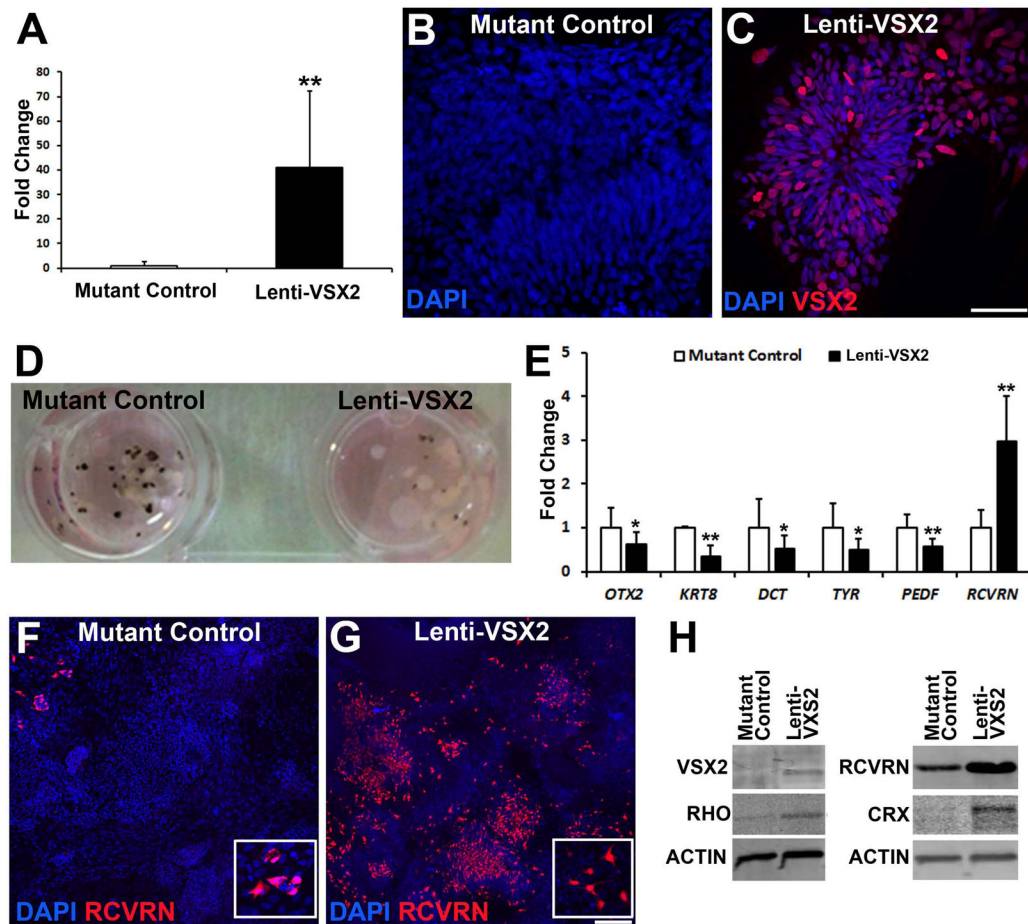 A
Fold Change
80
70
60
50
40
30
20
10
0
**
Mutant Control
Lenti-VSX2
B
Mutant Control
DAPI
C
Lenti-VSX2
DAPI VSX2
D
Mutant Control
Lenti-VSX2
E
Mutant Control
Lenti-VSX2
Fold Change
5
4
3
2
1
0
*
**
*
*
**
**
OTX2
KRT8
DCT
TYR
PEDF
RCVRN
F
Mutant Control
DAPI RCVRN
G
Lenti-VSX2
DAPI RCVRN
H
Mutant
Control
Lenti-
VXS2
VSX2
RHO
ACTIN
Mutant
Control
Lenti-
VXS2
RCVRN
CRX
ACTIN